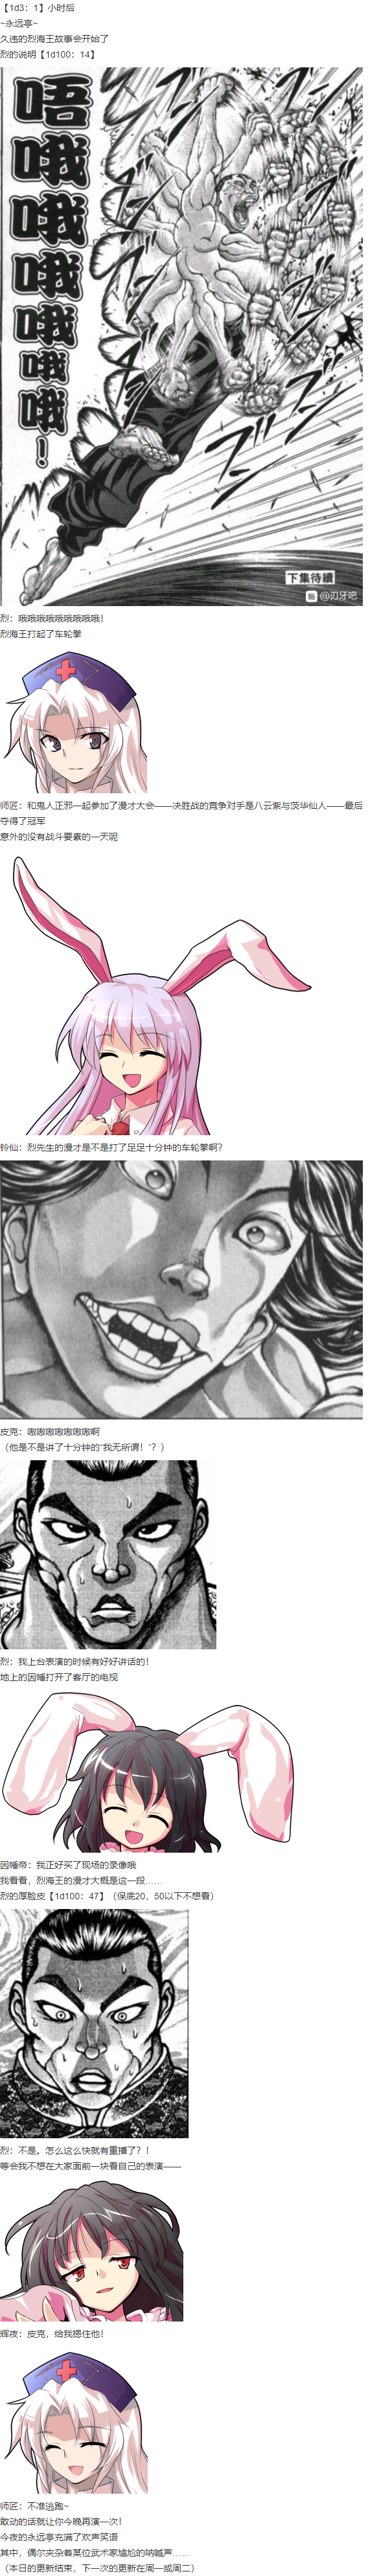 【1d3：1】小时后
~永远亭~
久违的烈海王故事会开始了
烈的说明【1d100：14】
唔哦哦哦哦哦哦！
下集待續
贴 @刃牙吧
烈：哦哦哦哦哦哦哦哦哦！
烈海王打起了车轮拳
师匠：和鬼人正邪一起参加了漫才大会——决胜战的竞争对手是八云紫与茨华仙人——最后
夺得了冠军
意外的没有战斗要素的一天呢
铃仙：烈先生的漫才是不是打了足足十分钟的车轮拳啊？
皮克：嗷嗷嗷嗷嗷嗷嗷啊
（他是不是讲了十分钟的“我无所谓！”？）
烈：我上台表演的时候有好好讲话的！
地上的因幡打开了客厅的电视
因幡帝：我正好买了现场的录像哦
我看看，烈海王的漫才大概是这一段……
烈的厚脸皮【1d100：47】（保底20，50以下不想看）
烈：不是。怎么这么快就有重播了？！
等会我不想在大家面前一块看自己的表演——
辉夜：皮克，给我摁住他！
师匠：不准逃跑~
敢动的话就让你今晚再演一次！
今夜的永远亭充满了欢声笑语
其中，偶尔夹杂着某位武术家尴尬的呐喊声……
（本日的更新结束，下一次的更新在周一或周二）